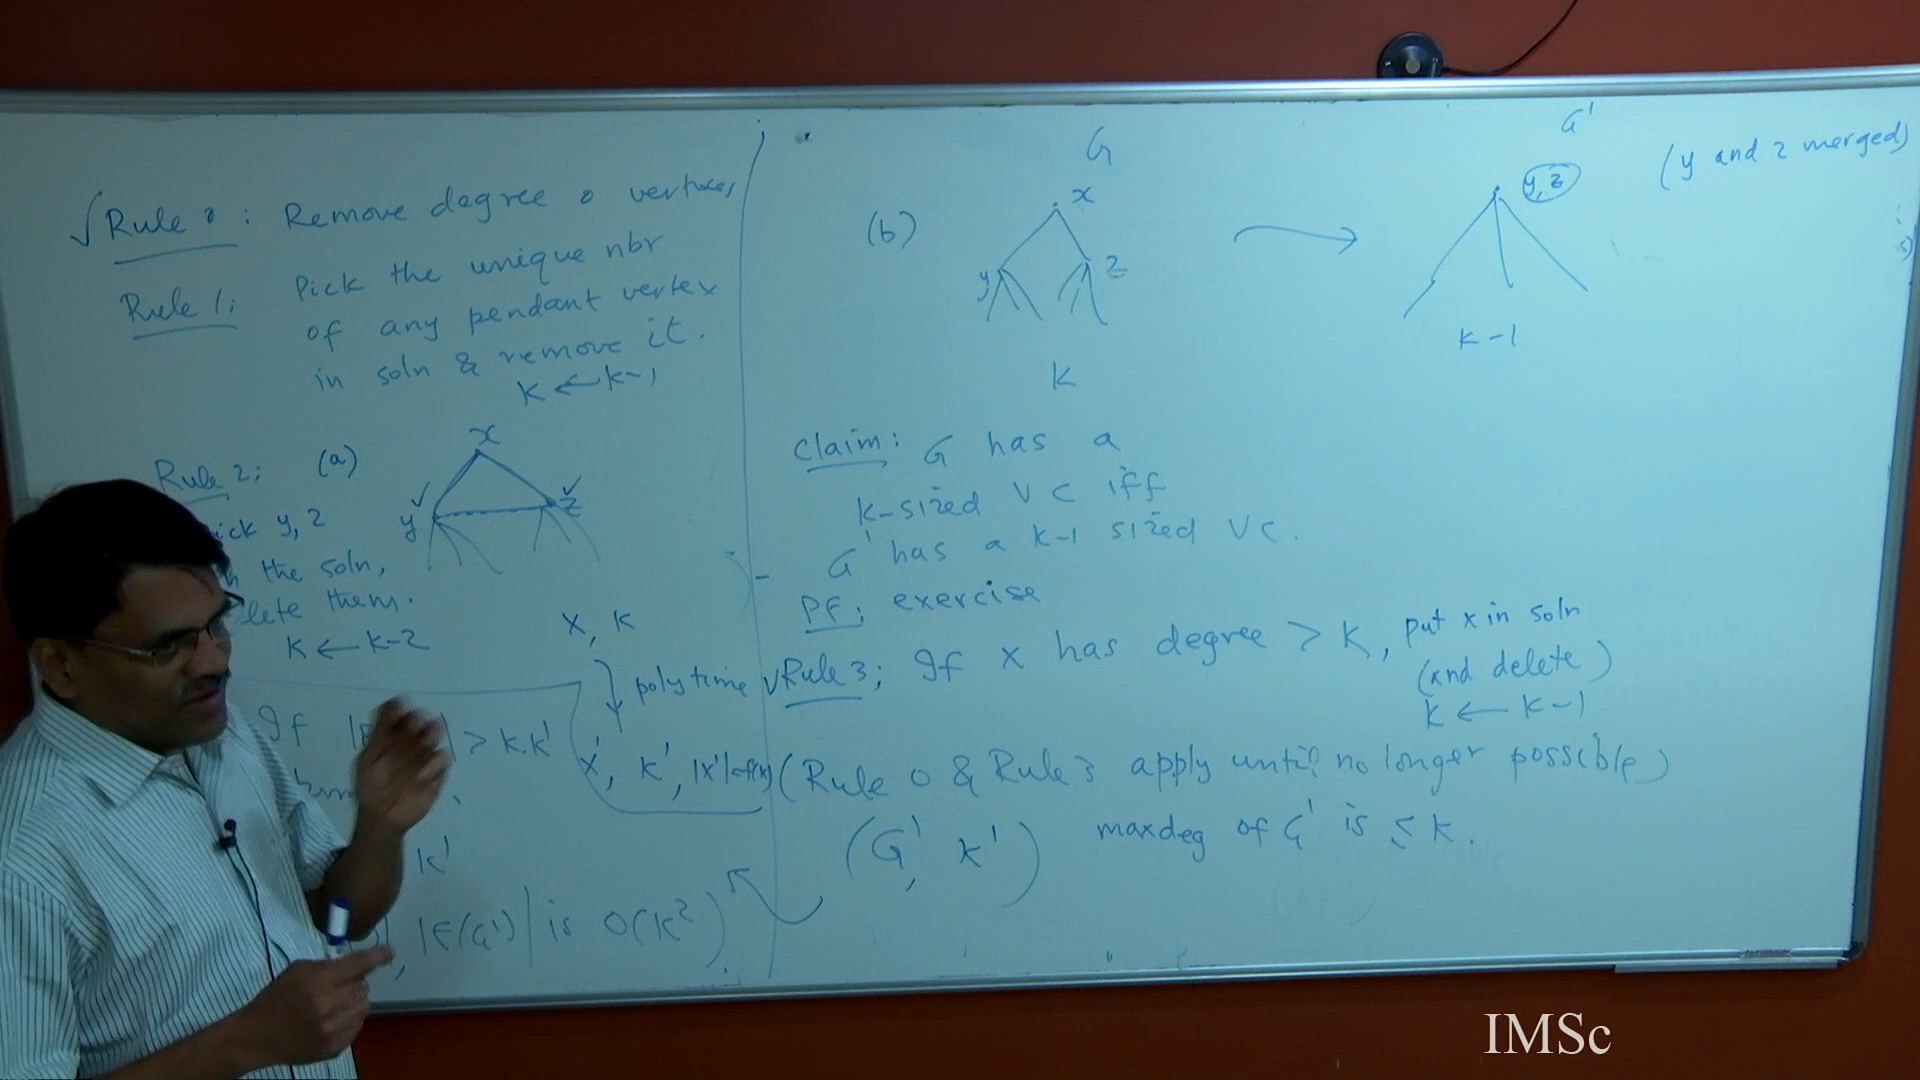 √Rule 0: Remove degree 0 vertices
Rule 1: Pick the unique nbr
of any pendant vertex
in soln & remove it.
k ← k-1
Rule 2: (a)
x
y
z
ick y, z
the soln,
lete them.
k ← k-2
x, k
polytime
x', k',
If
> k.k'
k'
|E(G')| is O(k²)
G
(b)
x
y
z
k
G'
y,z
(y and z merged)
k-1
Claim: G has a
k-sized VC iff
G' has a k-1 sized VC.
PF: exercise
√Rule 3; If x has degree > k, put x in soln
(and delete)
k ← k-1
(Rule 0 & Rule 3 apply until no longer possible)
(G', k') maxdeg of G' is ≤ k.
IMSc